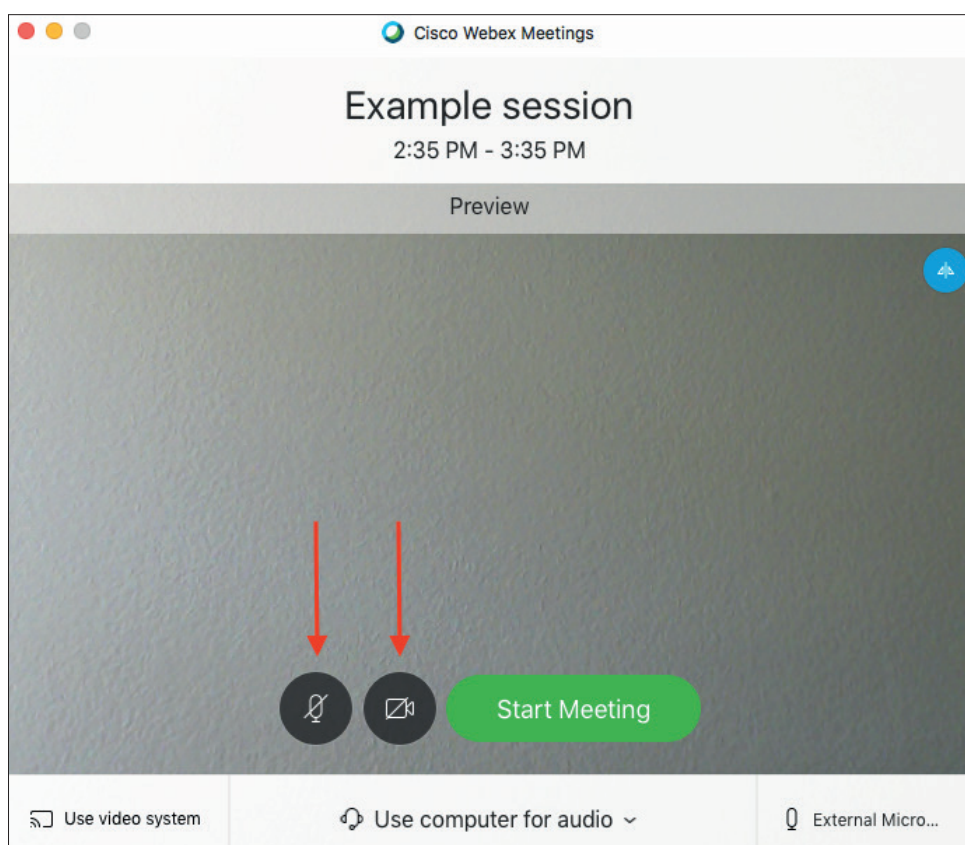 Cisco Webex Meetings
Example session
2:35 PM - 3:35 PM
Preview
Start Meeting
Use video system
Use computer for audio
External Micro...